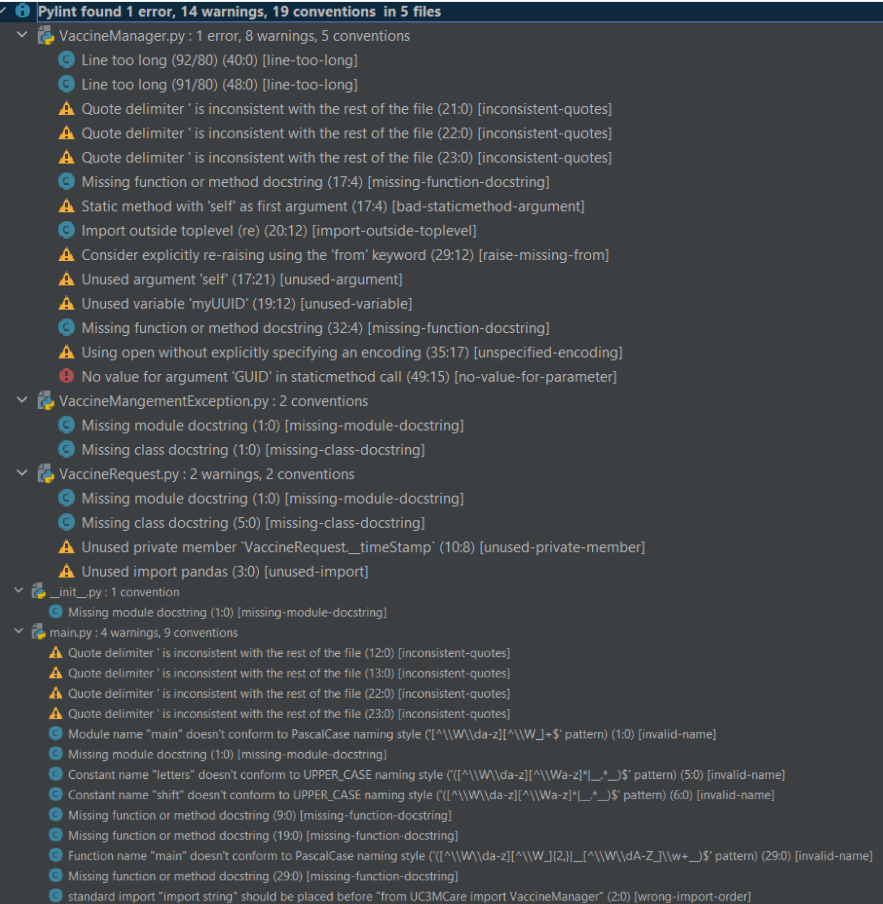 Pylint found 1 error, 14 warnings, 19 conventions in 5 files
VaccineManager.py : 1 error, 8 warnings, 5 conventions
Line too long (92/80) (40:0) [line-too-long]
Line too long (91/80) (48:0) [line-too-long]
Quote delimiter ' is inconsistent with the rest of the file (21:0) [inconsistent-quotes]
Quote delimiter ' is inconsistent with the rest of the file (22:0) [inconsistent-quotes]
Quote delimiter ' is inconsistent with the rest of the file (23:0) [inconsistent-quotes]
Missing function or method docstring (17:4) [missing-function-docstring]
Static method with 'self' as first argument (17:4) [bad-staticmethod-argument]
Import outside toplevel (re) (20:12) [import-outside-toplevel]
Consider explicitly re-raising using the 'from' keyword (29:12) [raise-missing-from]
Unused argument 'self' (17:21) [unused-argument]
Unused variable 'myUUID' (19:12) [unused-variable]
Missing function or method docstring (32:4) [missing-function-docstring]
Using open without explicitly specifying an encoding (35:17) [unspecified-encoding]
No value for argument 'GUID' in staticmethod call (49:15) [no-value-for-parameter]
VaccineMangementException.py : 2 conventions
Missing module docstring (1:0) [missing-module-docstring]
Missing class docstring (1:0) [missing-class-docstring]
VaccineRequest.py : 2 warnings, 2 conventions
Missing module docstring (1:0) [missing-module-docstring]
Missing class docstring (5:0) [missing-class-docstring]
Unused private member `VaccineRequest.__timeStamp` (10:8) [unused-private-member]
Unused import pandas (3:0) [unused-import]
__init__.py : 1 convention
Missing module docstring (1:0) [missing-module-docstring]
main.py : 4 warnings, 9 conventions
Quote delimiter ' is inconsistent with the rest of the file (12:0) [inconsistent-quotes]
Quote delimiter ' is inconsistent with the rest of the file (13:0) [inconsistent-quotes]
Quote delimiter ' is inconsistent with the rest of the file (22:0) [inconsistent-quotes]
Quote delimiter ' is inconsistent with the rest of the file (23:0) [inconsistent-quotes]
Module name "main" doesn't conform to PascalCase naming style ('[^\\W\\da-z][^\\W_]+$' pattern) (1:0) [invalid-name]
Missing module docstring (1:0) [missing-module-docstring]
Constant name "letters" doesn't conform to UPPER_CASE naming style ('([^\\W\\da-z][^\\Wa-z]*|__.*__)$' pattern) (5:0) [invalid-name]
Constant name "shift" doesn't conform to UPPER_CASE naming style ('([^\\W\\da-z][^\\Wa-z]*|__.*__)$' pattern) (6:0) [invalid-name]
Missing function or method docstring (9:0) [missing-function-docstring]
Missing function or method docstring (19:0) [missing-function-docstring]
Function name "main" doesn't conform to PascalCase naming style ('([^\\W\\da-z][^\\W_]{2,}|__[^\\W\\dA-Z_]\\w+__)$' pattern) (29:0) [invalid-name]
Missing function or method docstring (29:0) [missing-function-docstring]
standard import "import string" should be placed before "from UC3MCare import VaccineManager" (2:0) [wrong-import-order]